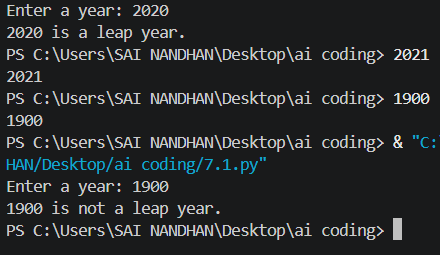 Enter a year: 2020
2020 is a leap year.
PS C:\Users\SAI NANDHAN\Desktop\ai coding> 2021
2021
PS C:\Users\SAI NANDHAN\Desktop\ai coding> 1900
1900
PS C:\Users\SAI NANDHAN\Desktop\ai coding> & "C:
HAN/Desktop/ai coding/7.1.py"
Enter a year: 1900
1900 is not a leap year.
PS C:\Users\SAI NANDHAN\Desktop\ai coding>